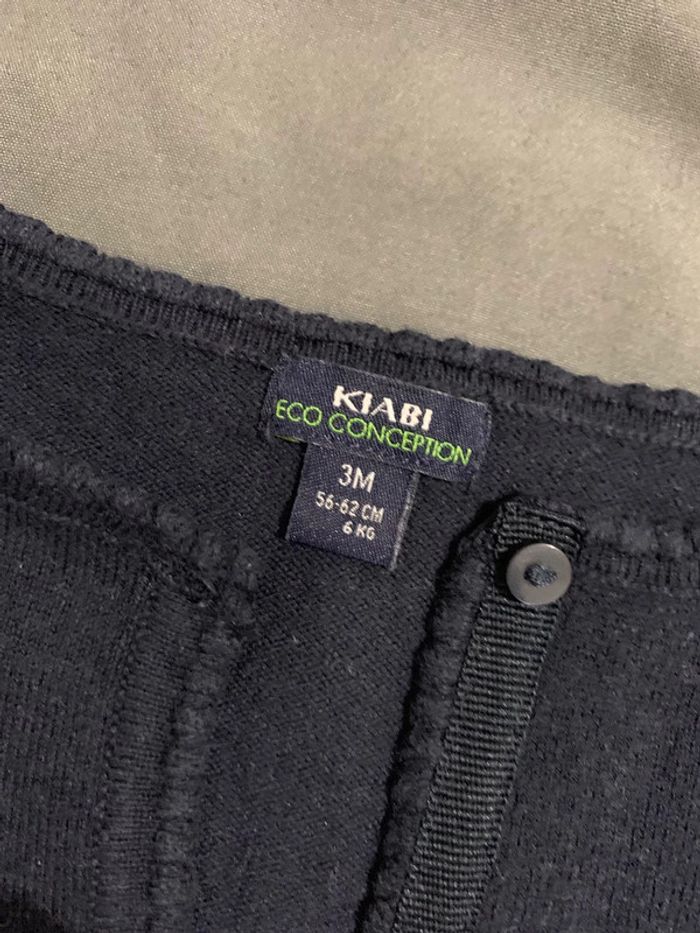 KIABI
ECO CONCEPTION
3M
56-62 CM
6 KG